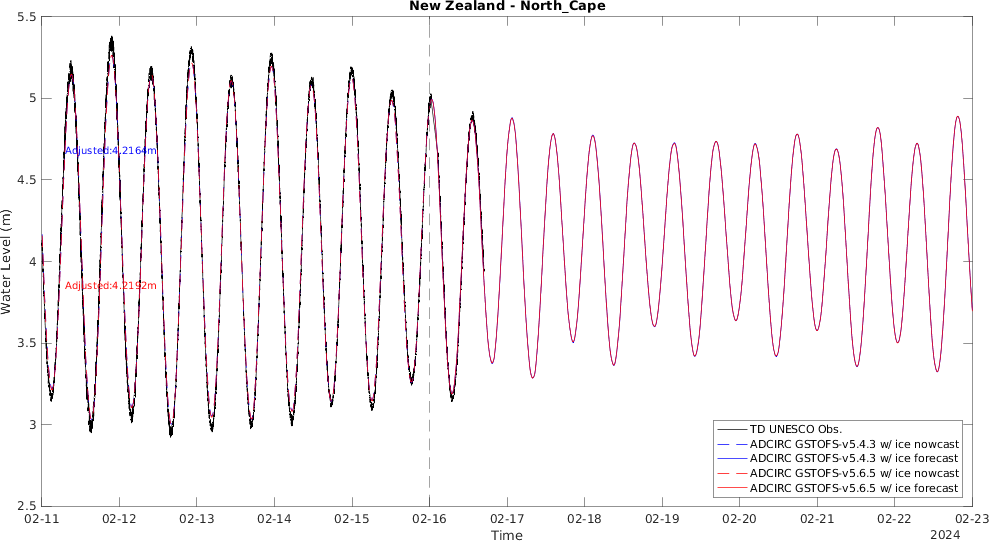 New Zealand - North_Cape
5.5
5
4.5
4
3.5
3
2.5
Water Level (m)
Adjusted:4.2164m
Adjusted:4.2192m
TD UNESCO Obs.
ADCIRC GSTOFS-v5.4.3 w/ ice nowcast
ADCIRC GSTOFS-v5.4.3 w/ ice forecast
ADCIRC GSTOFS-v5.6.5 w/ ice nowcast
ADCIRC GSTOFS-v5.6.5 w/ ice forecast
02-11 02-12 02-13 02-14 02-15 02-16 02-17 02-18 02-19 02-20 02-21 02-22 02-23
Time
2024